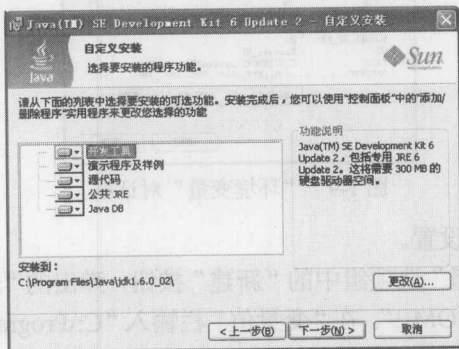 Java(TM) SE Development Kit 6 Update 2 - 自定义安装
自定义安装
选择要安装的程序功能。
Java
Sun
请从下面的列表中选择要安装的可选功能。安装完成后，您可以使用“控制面板”中的“添加/
删除程序”实用程序来更改您选择的功能
开发工具
演示程序及样例
源代码
公共 JRE
Java DB
功能说明
Java(TM) SE Development Kit 6
Update 2，包括专用 JRE 6
Update 2。这将需要 300 MB 的
硬盘驱动器空间。
安装到：
C:\Program Files\Java\jdk1.6.0_02\
更改(A)...
<上一步(B)
下一步(N)>
取消